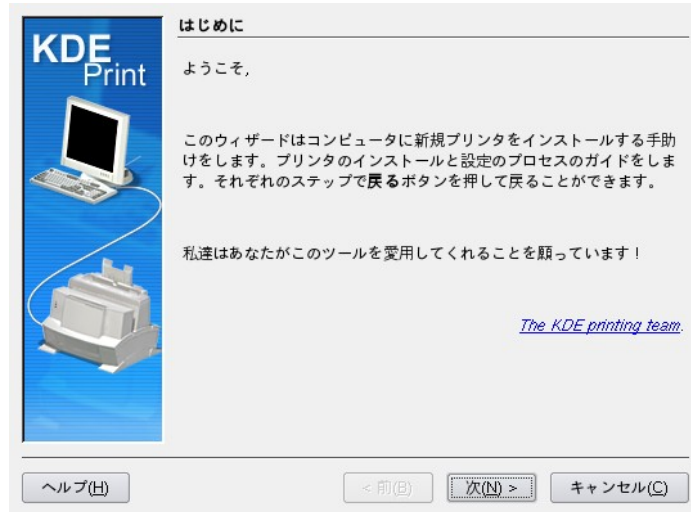 KDE
Print
はじめに
ようこそ,
このウィザードはコンピュータに新規プリンタをインストールする手助
けをします。プリンタのインストールと設定のプロセスのガイドをしま
す。それぞれのステップで戻るボタンを押して戻ることができます。
私達はあなたがこのツールを愛用してくれることを願っています！
The KDE printing team.
ヘルプ(H)
< 前(B)
次(N) >
キャンセル(C)